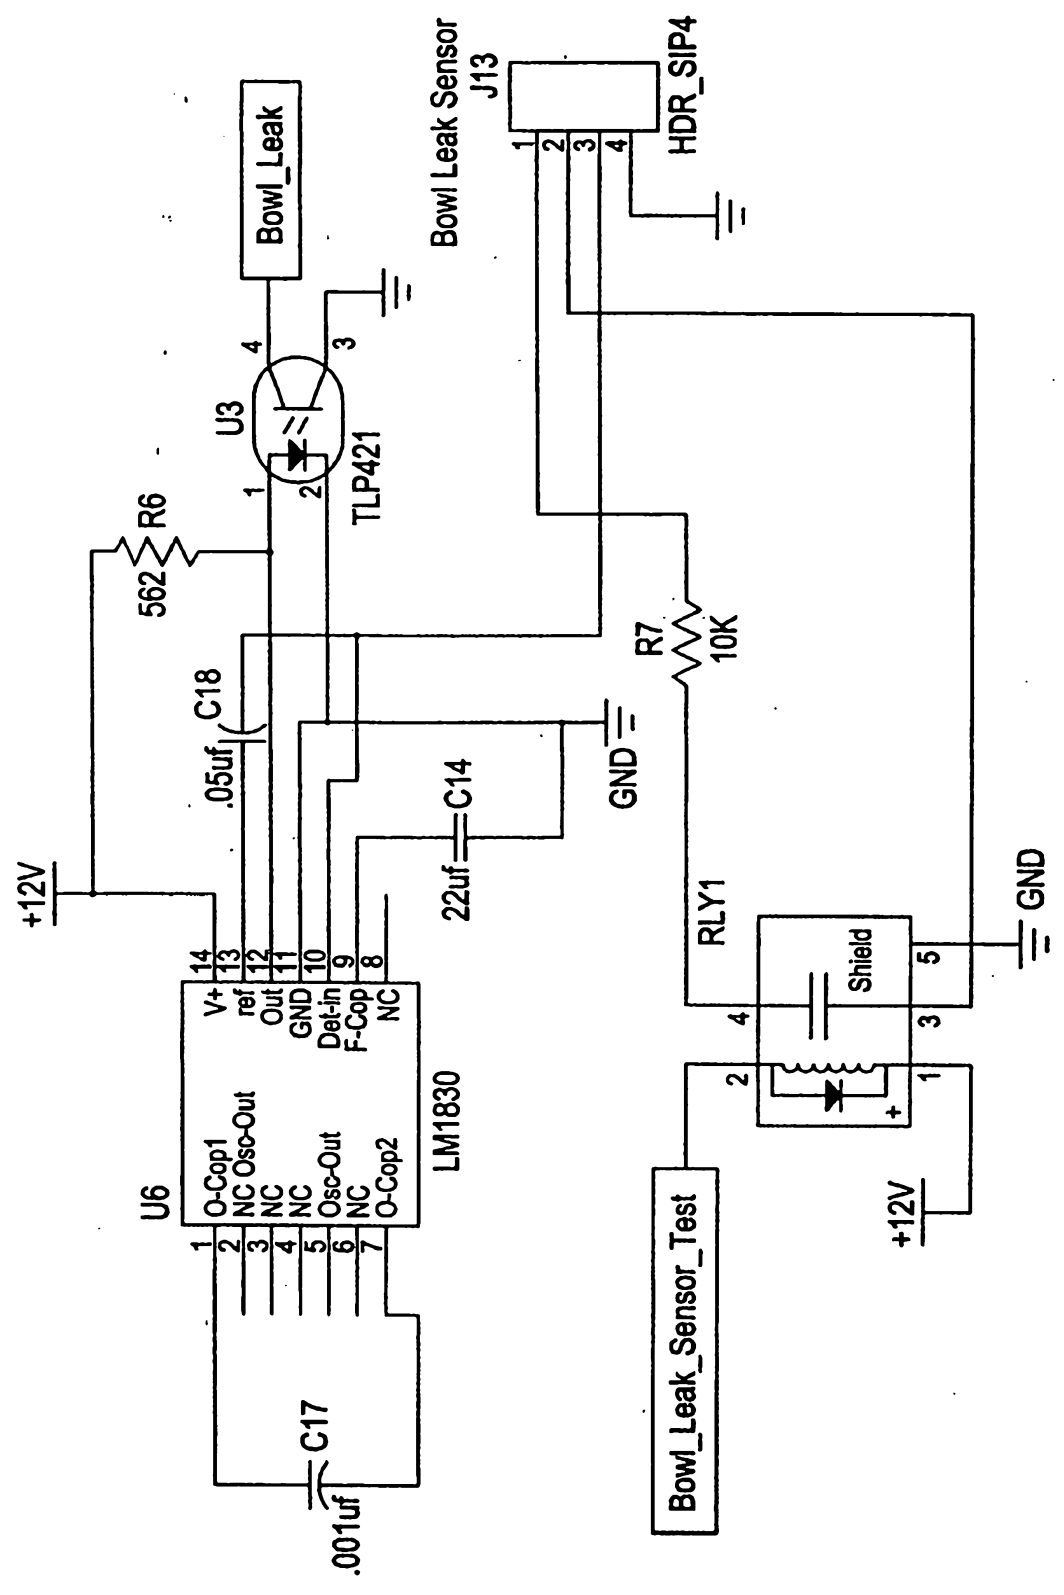 +12V
R6
562
U3
1
2
4
3
TLP421
Bowl_Leak
C18
.05uf
U6
O-Cop1
NC Osc-Out
NC
NC
Osc-Out
NC
O-Cop2
1
2
3
4
5
6
7
V+
ref
Out
GND
Det-in
F-Cop
NC
14
13
12
11
10
9
8
LM1830
C17
.001uf
22uf
C14
GND
Bowl Leak Sensor
J13
1
2
3
4
HDR_SIP4
R7
10K
RLY1
Shield
4
2
5
3
1
+
GND
+12V
Bowl_Leak_Sensor_Test